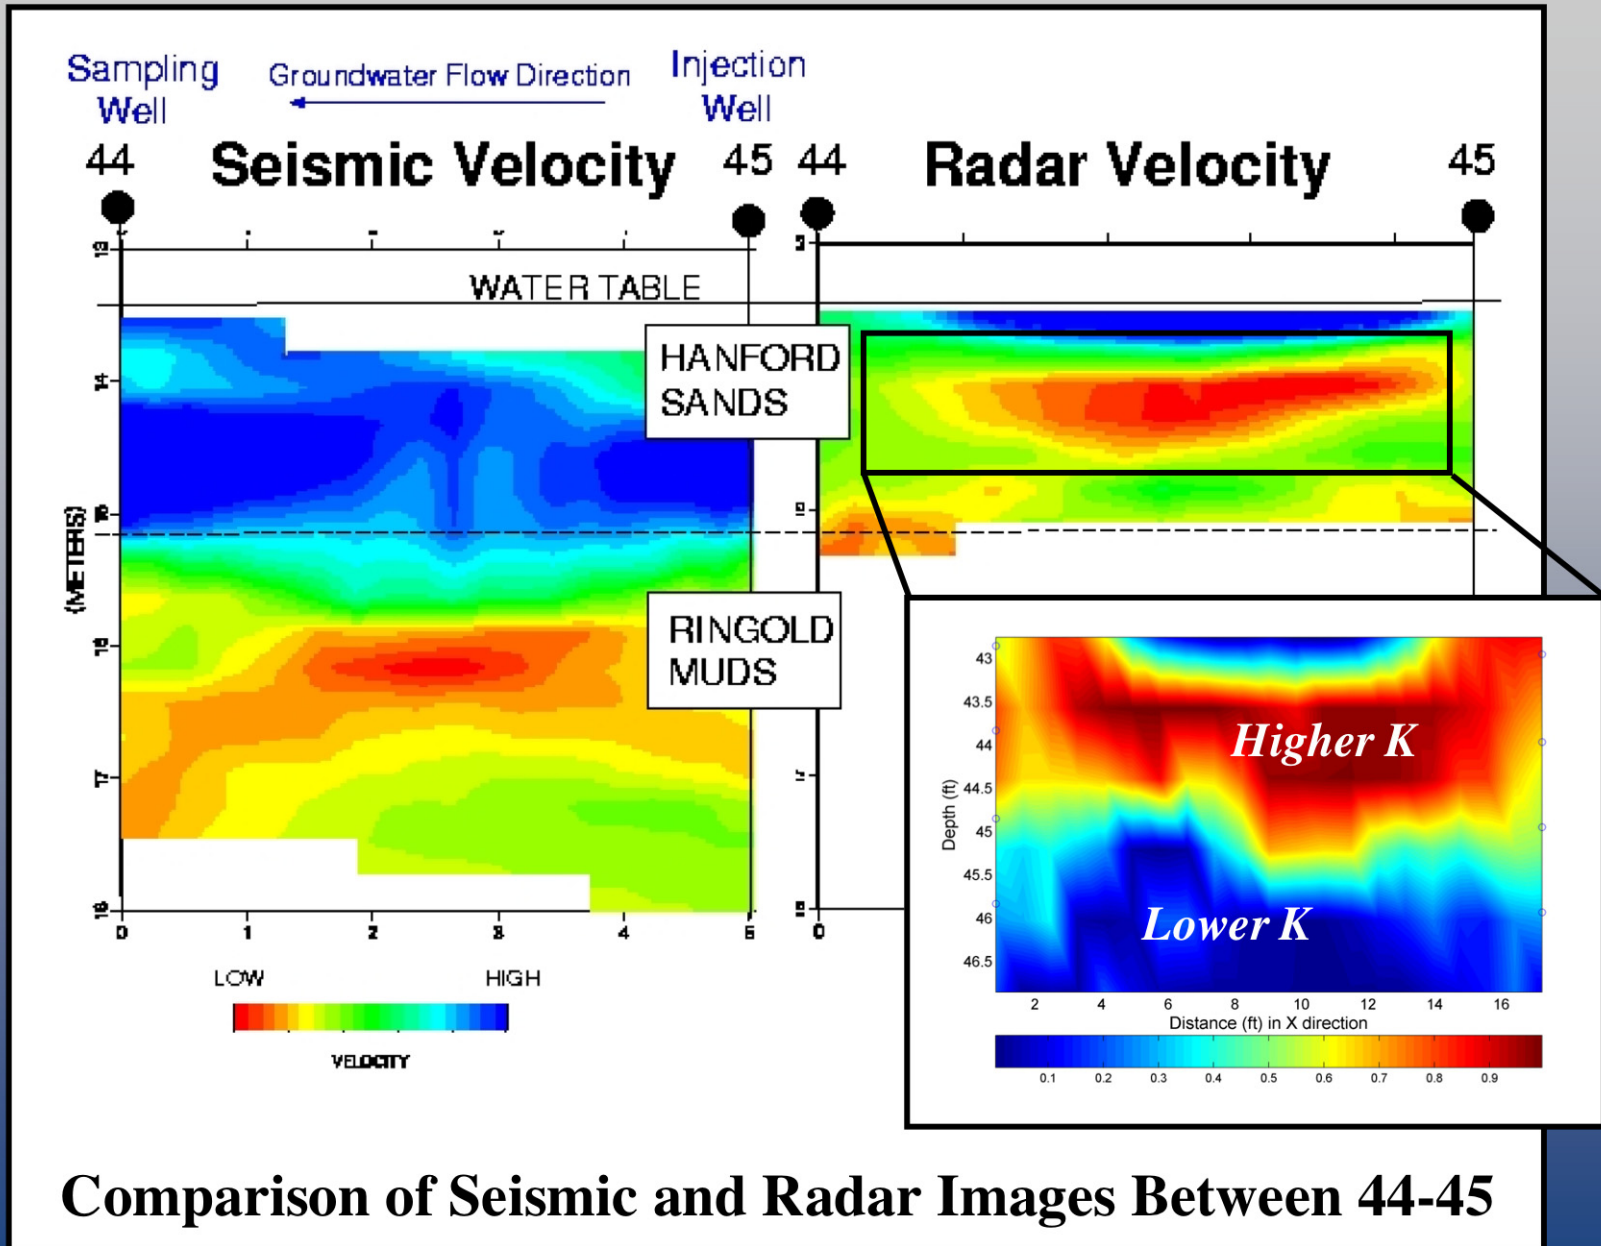 Sampling
Well
Groundwater Flow Direction
Injection
Well
44
Seismic Velocity
45
44
Radar Velocity
45
WATER TABLE
HANFORD
SANDS
RINGOLD
MUDS
(METERS)
13
14
17
18
0
1
2
3
4
5
0
LOW
HIGH
VELOCITY
43
43.5
44
44.5
45
45.5
46
46.5
Depth (ft)
Higher K
Lower K
2
4
6
8
10
12
14
16
Distance (ft) in X direction
0.1
0.2
0.3
0.4
0.5
0.6
0.7
0.8
0.9
Comparison of Seismic and Radar Images Between 44-45